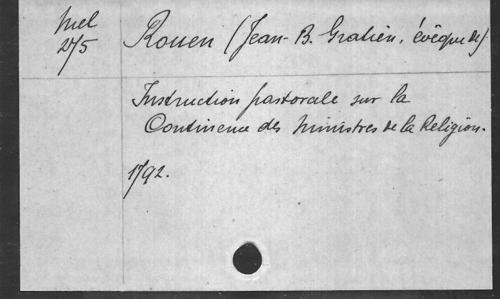 Mel
275
Rouen (Jean-B. Gratien, évêque de)
Instruction pastorale sur la
Continence des Ministres de la Religion.
1792.